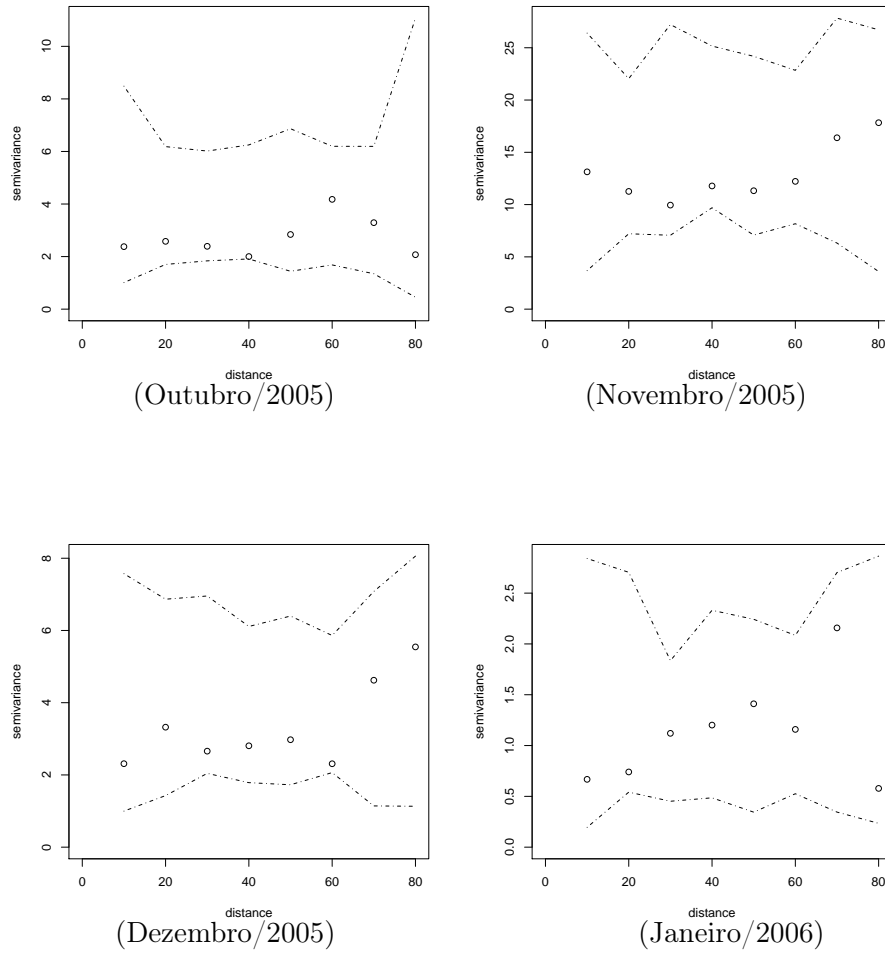 0 2 4 6 8 10
semivariance
0 20 40 60 80
distance
(Outubro/2005)
0 5 10 15 20 25
semivariance
0 20 40 60 80
distance
(Novembro/2005)
0 2 4 6 8
semivariance
0 20 40 60 80
distance
(Dezembro/2005)
0.0 0.5 1.0 1.5 2.0 2.5
semivariance
0 20 40 60 80
distance
(Janeiro/2006)